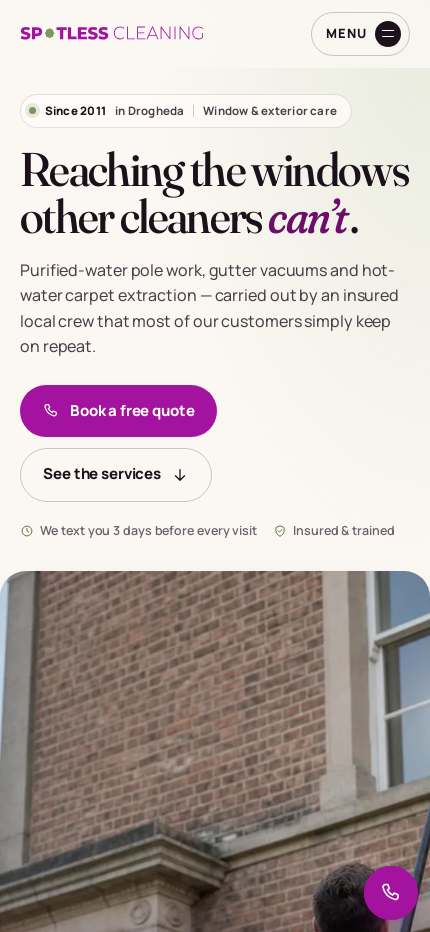 SP●TLESS CLEANING
MENU
Since 2011 in Drogheda Window & exterior care
Reaching the windows
other cleaners can't.
Purified-water pole work, gutter vacuums and hot-
water carpet extraction — carried out by an insured
local crew that most of our customers simply keep
on repeat.
Book a free quote
See the services ↓
We text you 3 days before every visit Insured & trained